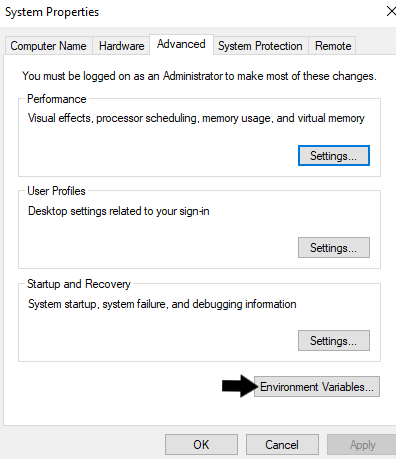 System Properties
Computer Name Hardware Advanced System Protection Remote
You must be logged on as an Administrator to make most of these changes.
Performance
Visual effects, processor scheduling, memory usage, and virtual memory
Settings...
User Profiles
Desktop settings related to your sign-in
Settings...
Startup and Recovery
System startup, system failure, and debugging information
Settings...
Environment Variables...
OK Cancel Apply